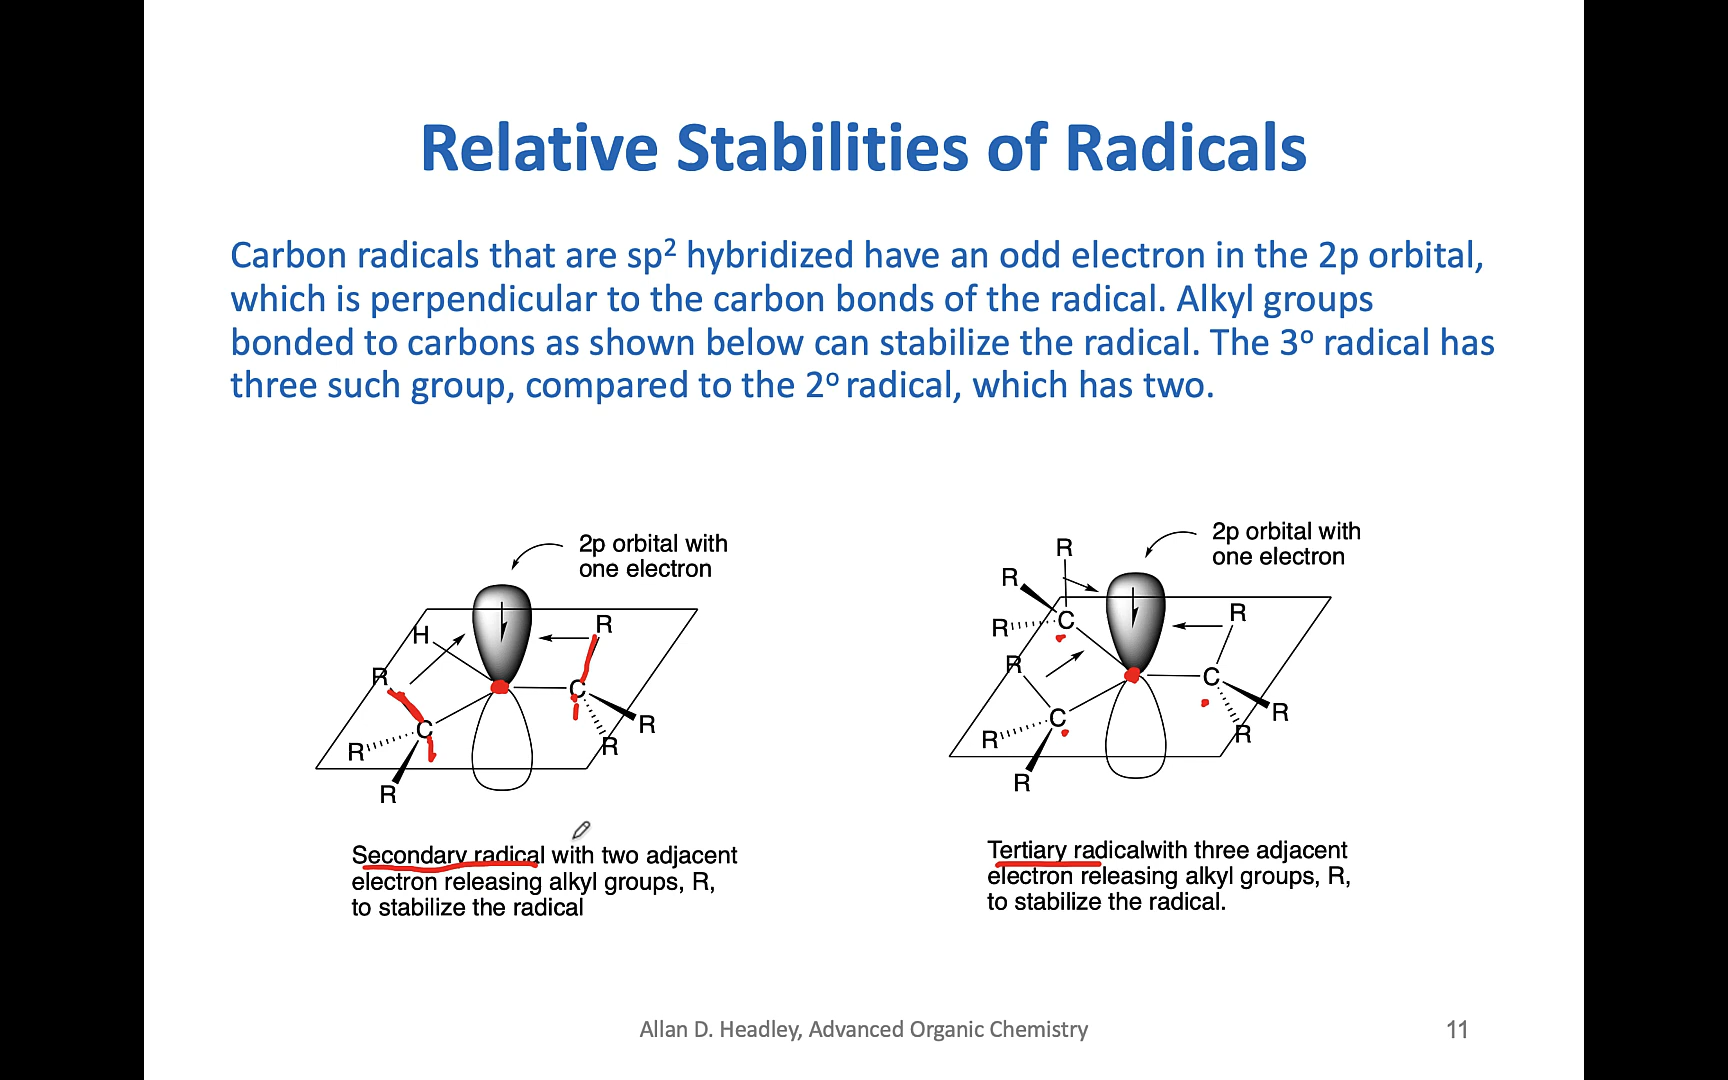 Relative Stabilities of Radicals
Carbon radicals that are sp² hybridized have an odd electron in the 2p orbital,
which is perpendicular to the carbon bonds of the radical. Alkyl groups
bonded to carbons as shown below can stabilize the radical. The 3º radical has
three such group, compared to the 2º radical, which has two.
2p orbital with
one electron
H
R
R
C
C
R
R
R
R
Secondary radical with two adjacent
electron releasing alkyl groups, R,
to stabilize the radical
2p orbital with
one electron
R
R
R
C
R
R
C
C
R
R
R
R
Tertiary radicalwith three adjacent
electron releasing alkyl groups, R,
to stabilize the radical.
Allan D. Headley, Advanced Organic Chemistry
11